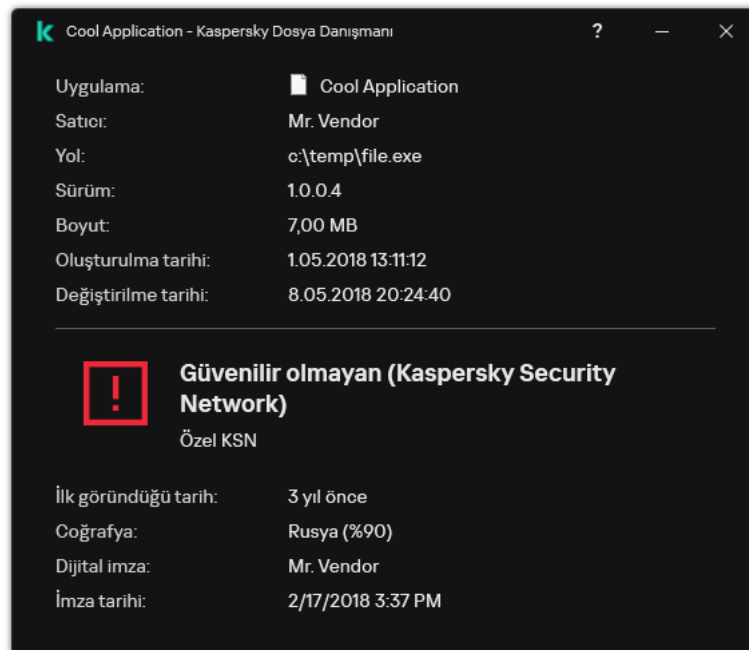 Cool Application - Kaspersky Dosya Danışmanı ?
Uygulama: Cool Application
Satıcı: Mr. Vendor
Yol: c:\temp\file.exe
Sürüm: 1.0.0.4
Boyut: 7,00 MB
Oluşturulma tarihi: 1.05.2018 13:11:12
Değiştirilme tarihi: 8.05.2018 20:24:40
Güvenilir olmayan (Kaspersky Security
Network)
Özel KSN
İlk göründüğü tarih: 3 yıl önce
Coğrafya: Rusya (%90)
Dijital imza: Mr. Vendor
İmza tarihi: 2/17/2018 3:37 PM